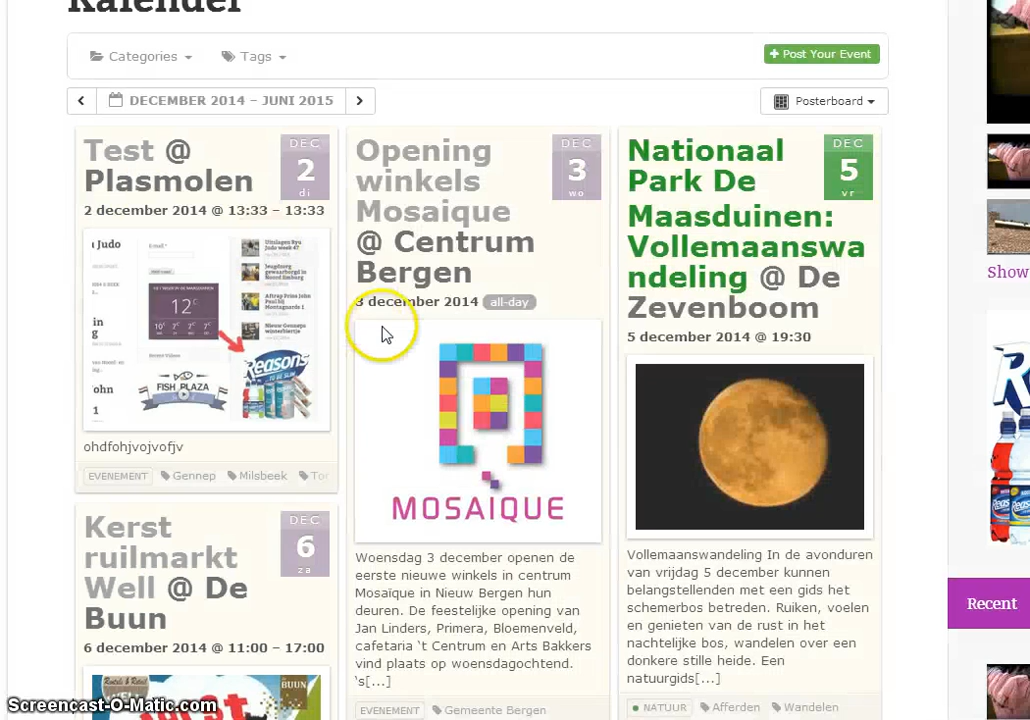 Kalender
Categories
Tags
Post Your Event
DECEMBER 2014 – JUNI 2015
Posterboard
Test @
Plasmolen
DEC
2
di
2 december 2014 @ 13:33 – 13:33
Judo
12°
Reasons
FISH PLAZA
ohdfohjvojvofjv
EVENEMENT
Gennep
Milsbeek
Tor
Kerst
ruilmarkt
Well @ De
Buun
DEC
6
za
6 december 2014 @ 11:00 – 17:00
BUUN
Opening
winkels
Mosaique
@ Centrum
Bergen
DEC
3
wo
3 december 2014 all-day
MOSAIQUE
Woensdag 3 december openen de
eerste nieuwe winkels in centrum
Mosaïque in Nieuw Bergen hun
deuren. De feestelijke opening van
Jan Linders, Primera, Bloemenveld,
cafetaria 't Centrum en Arts Bakkers
vind plaats op woensdagochtend.
's[...]
EVENEMENT
Gemeente Bergen
Nationaal
Park De
Maasduinen:
Vollemaanswa
ndeling @ De
Zevenboom
DEC
5
vr
5 december 2014 @ 19:30
Vollemaanswandeling In de avonduren
van vrijdag 5 december kunnen
belangstellenden met een gids het
schemerbos betreden. Ruiken, voelen
en genieten van de rust in het
nachtelijke bos, wandelen over een
donkere stille heide. Een
natuurgids[...]
NATUUR
Afferden
Wandelen
Show
Recent
Screencast-O-Matic.com